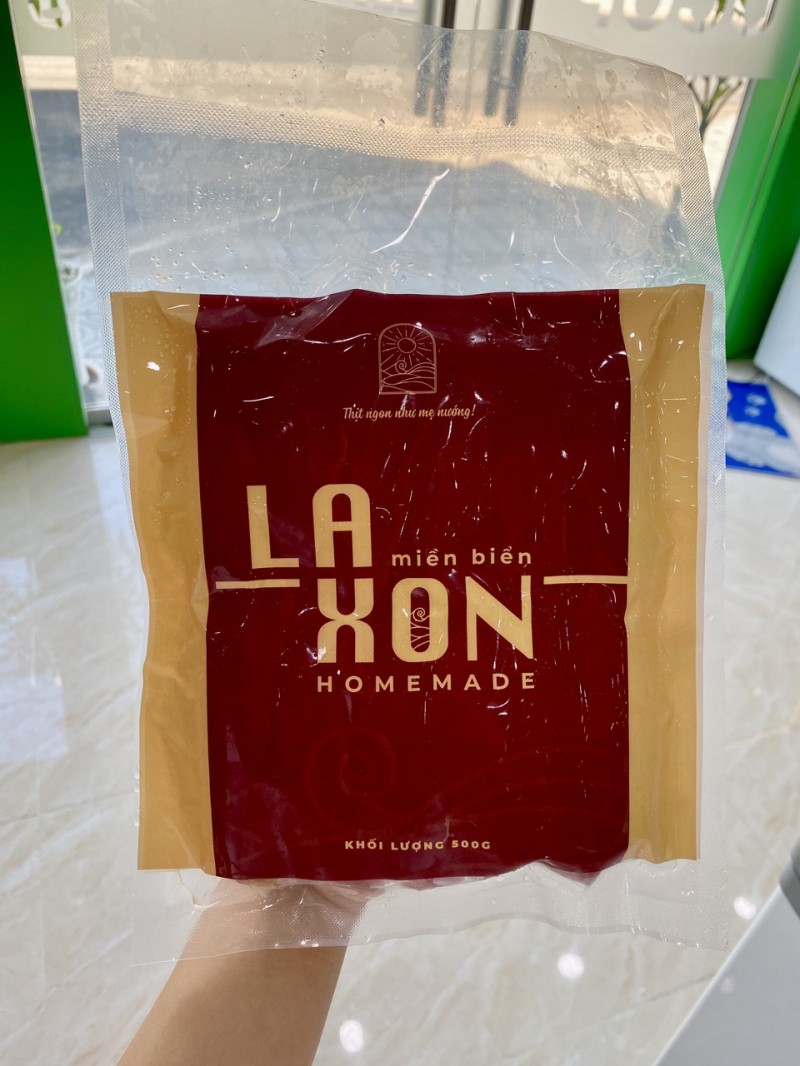 Thịt ngon như mẹ nướng!
LA
miền biển
XON
HOMEMADE
KHỐI LƯỢNG 500G